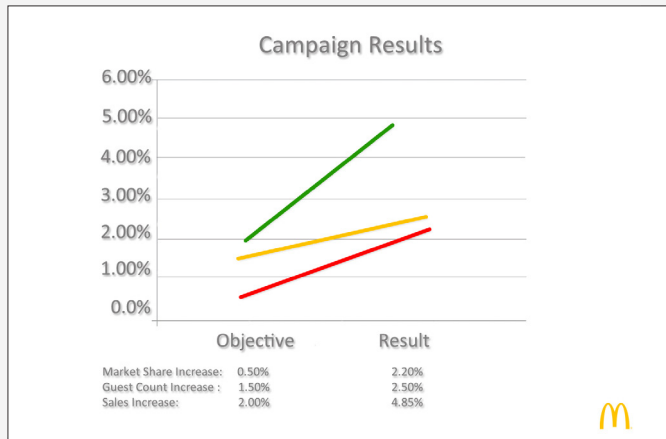 Campaign Results
6.00%
5.00%
4.00%
3.00%
2.00%
1.00%
0.0%
Objective Result
Market Share Increase: 0.50% 2.20%
Guest Count Increase : 1.50% 2.50%
Sales Increase: 2.00% 4.85%